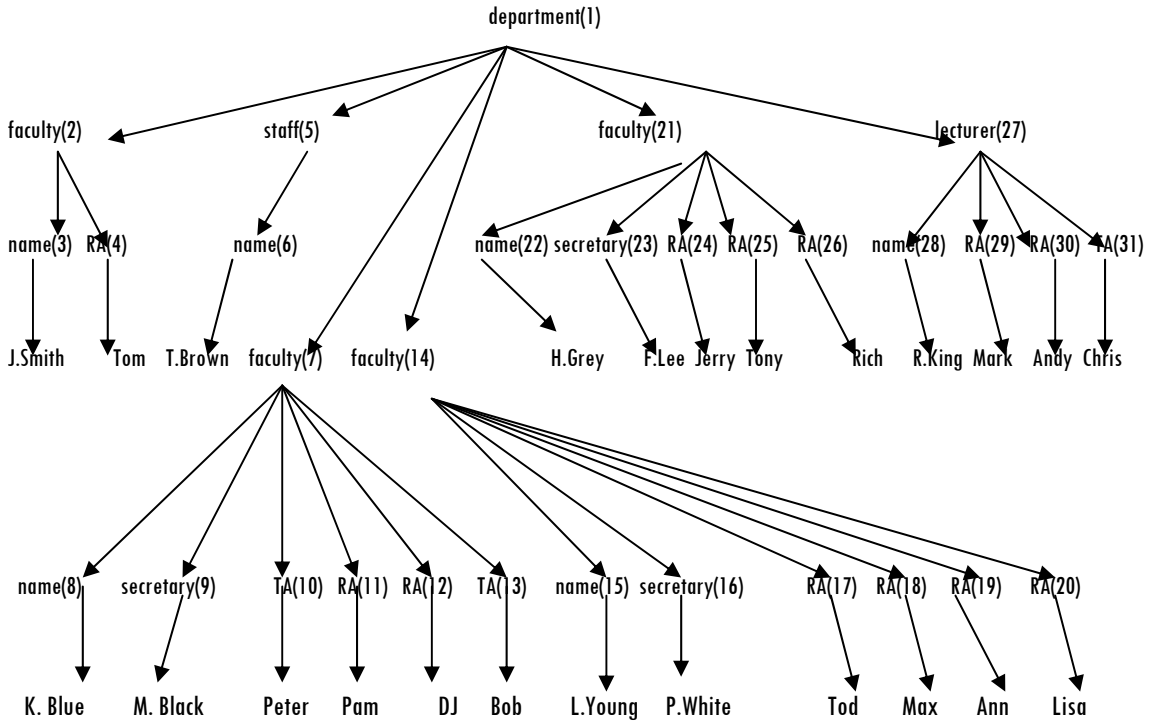 department(1)
faculty(2) staff(5) faculty(21) lecturer(27)
name(3) RA(4) name(6) name(22) secretary(23) RA(24) RA(25) RA(26) name(28) RA(29) RA(30) TA(31)
J.Smith Tom T.Brown faculty(7) faculty(14) H.Grey F.Lee Jerry Tony Rich R.King Mark Andy Chris
name(8) secretary(9) TA(10) RA(11) RA(12) TA(13) name(15) secretary(16) RA(17) RA(18) RA(19) RA(20)
K. Blue M. Black Peter Pam DJ Bob L.Young P.White Tod Max Ann Lisa